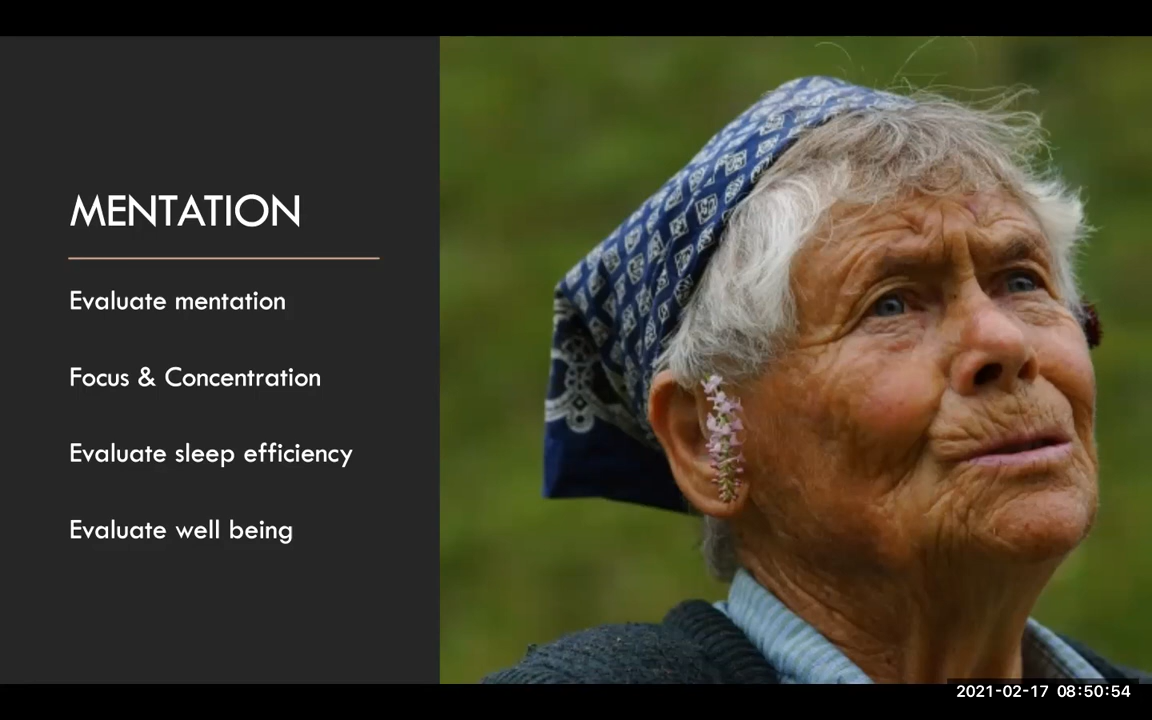 MENTATION
Evaluate mentation
Focus & Concentration
Evaluate sleep efficiency
Evaluate well being
2021-02-17 08:50:54